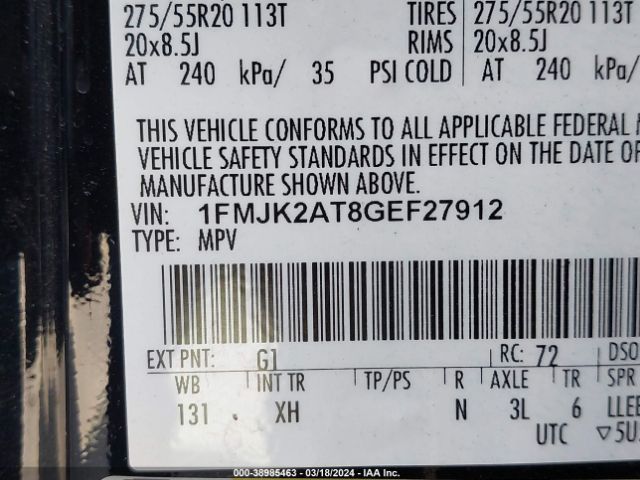 275/55R20 113T TIRES 275/55R20 113T
20x8.5J RIMS 20x8.5J
AT 240 kPa/ 35 PSI COLD AT 240 kPa/
THIS VEHICLE CONFORMS TO ALL APPLICABLE FEDERAL
VEHICLE SAFETY STANDARDS IN EFFECT ON THE DATE OF
MANUFACTURE SHOWN ABOVE.
VIN: 1FMJK2AT8GEF27912
TYPE: MPV
EXT PNT: G1 RC: 72 DSO
WB INT TR TP/PS R AXLE TR SPR
131 XH N 3L 6 LLEE
UTC ▽5U
000-38985463 - 03/18/2024 - IAA Inc.